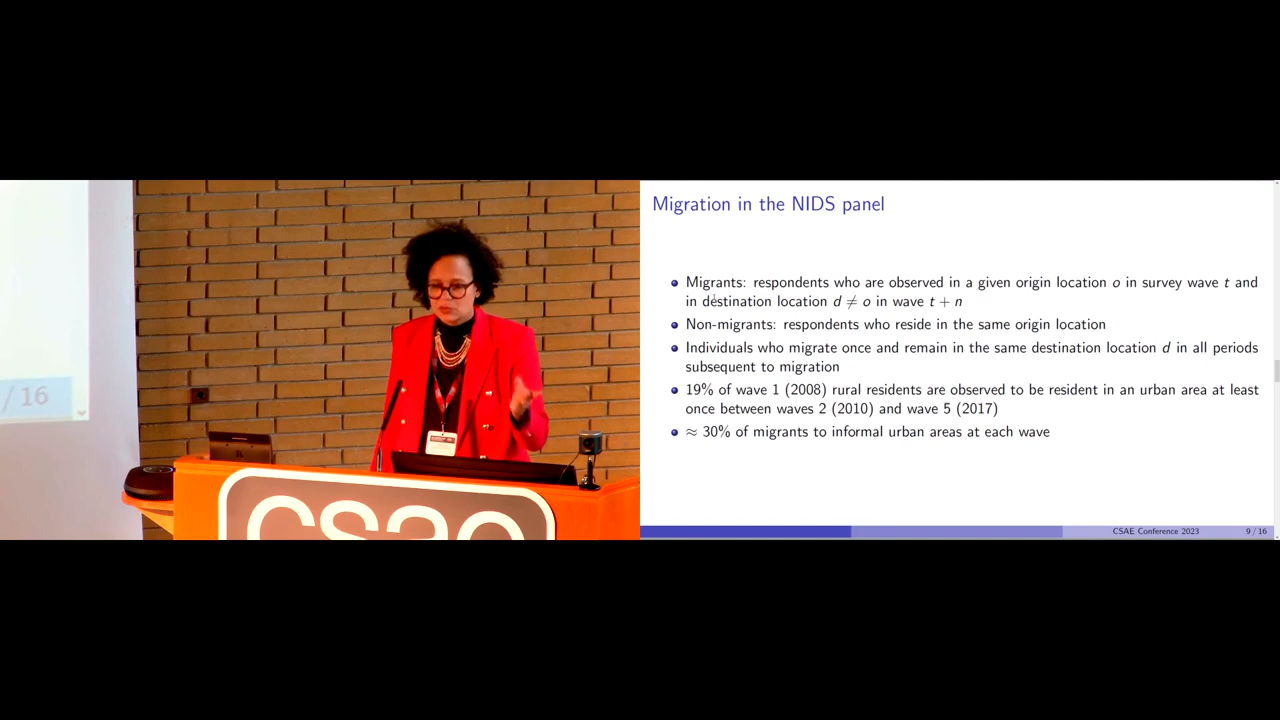 / 16
csae
Migration in the NIDS panel
Migrants: respondents who are observed in a given origin location o in survey wave t and
in destination location d ≠ o in wave t + n
Non-migrants: respondents who reside in the same origin location
Individuals who migrate once and remain in the same destination location d in all periods
subsequent to migration
19% of wave 1 (2008) rural residents are observed to be resident in an urban area at least
once between waves 2 (2010) and wave 5 (2017)
≈ 30% of migrants to informal urban areas at each wave
CSAE Conference 2023
9 / 16